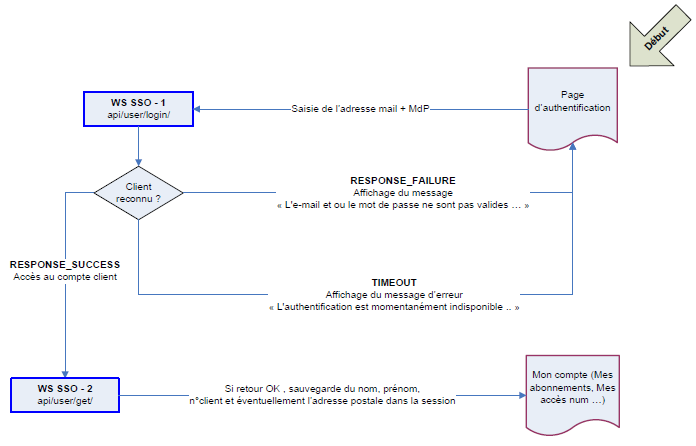 Début
Page
d'authentification
WS SSO - 1
api/user/login/
Saisie de l'adresse mail + MdP
Client
reconnu ?
RESPONSE_FAILURE
Affichage du message
« L'e-mail et ou le mot de passe ne sont pas valides ... »
RESPONSE_SUCCESS
Accès au compte client
TIMEOUT
Affichage du message d'erreur
« L'authentification est momentanément indisponible .. »
WS SSO - 2
api/user/get/
Si retour OK , sauvegarde du nom, prénom,
n°client et éventuellement l'adresse postale dans la session
Mon compte (Mes
abonnements, Mes
accès num ...)